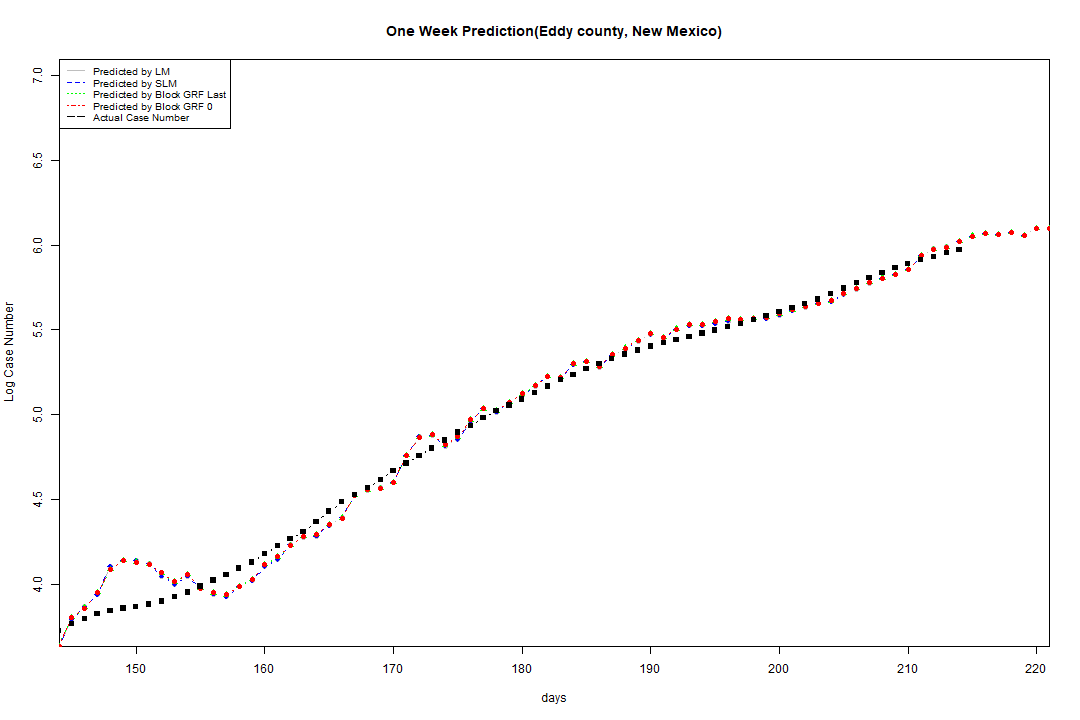 One Week Prediction(Eddy county, New Mexico)
Predicted by LM
Predicted by SLM
Predicted by Block GRF Last
Predicted by Block GRF 0
Actual Case Number
Log Case Number
7.0
6.5
6.0
5.5
5.0
4.5
4.0
150 160 170 180 190 200 210 220
days